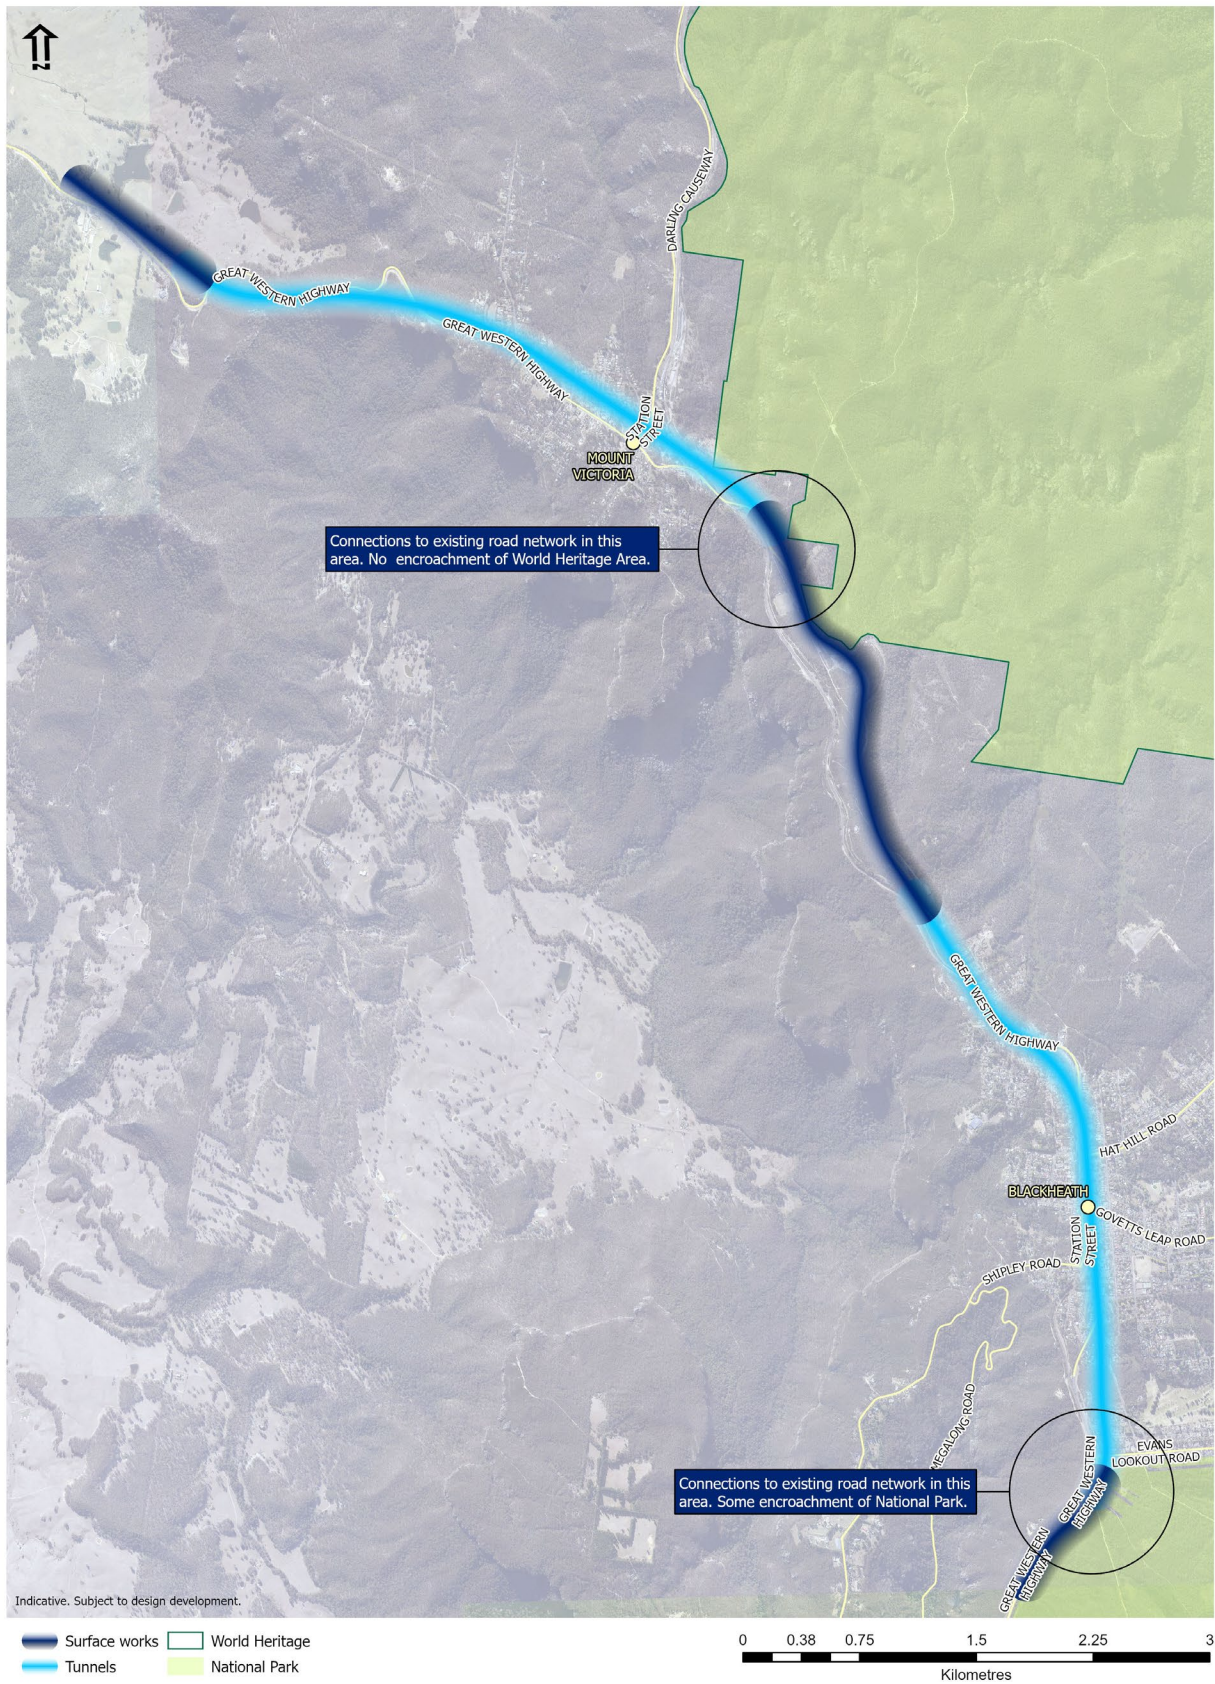 N
DARLING CAUSEWAY
GREAT WESTERN HIGHWAY
GREAT WESTERN HIGHWAY
STATION
STREET
MOUNT
VICTORIA
Connections to existing road network in this
area. No  encroachment of World Heritage Area.
GREAT WESTERN HIGHWAY
HAT HILL ROAD
BLACKHEATH
GOVETTS LEAP ROAD
STATION
STREET
SHIPLEY ROAD
MEGALONG ROAD
EVANS
LOOKOUT ROAD
GREAT WESTERN
HIGHWAY
Connections to existing road network in this
area. Some encroachment of National Park.
GREAT WESTERN
HIGHWAY
Indicative. Subject to design development.
Surface works
World Heritage
Tunnels
National Park
0 0.38 0.75 1.5 2.25 3
Kilometres